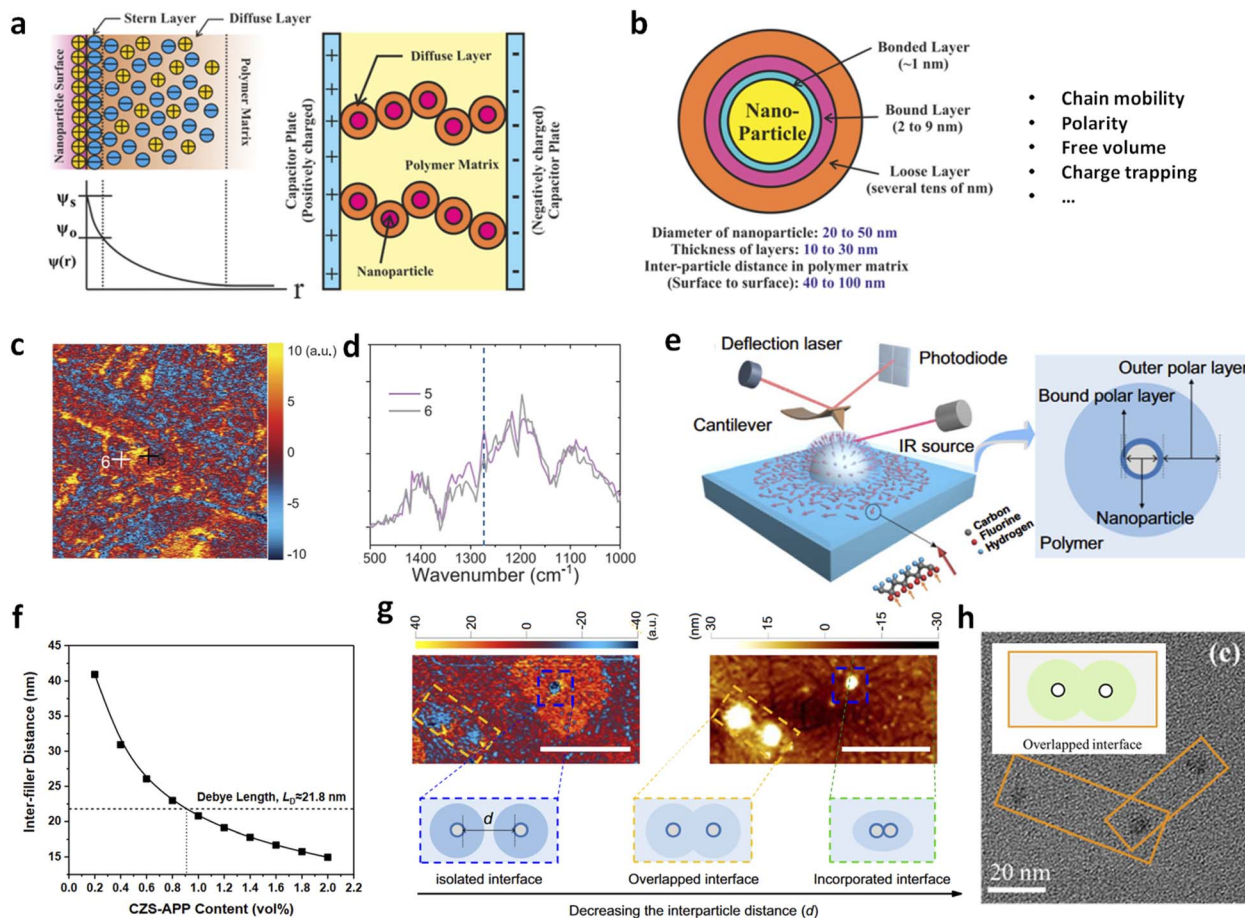 a
Stern Layer
Diffuse Layer
Nanoparticle Surface
Polymer Matrix
Ψs
Ψo
Ψ(r)
r
Capacitor Plate
(Positively charged)
Diffuse Layer
Polymer Matrix
Nanoparticle
(Negatively charged)
Capacitor Plate
b
Nano-
Particle
Bonded Layer
(~1 nm)
Bound Layer
(2 to 9 nm)
Loose Layer
(several tens of nm)
Diameter of nanoparticle: 20 to 50 nm
Thickness of layers: 10 to 30 nm
Inter-particle distance in polymer matrix
(Surface to surface): 40 to 100 nm
• Chain mobility
• Polarity
• Free volume
• Charge trapping
• ...
c
6
10 (a.u.)
5
0
-5
-10
d
5
6
500 1400 1300 1200 1100 1000
Wavenumber (cm-1)
e
Deflection laser
Photodiode
Cantilever
IR source
Carbon
Fluorine
Hydrogen
Outer polar layer
Bound polar layer
Nanoparticle
Polymer
f
45
40
35
30
25
20
15
Inter-filler Distance (nm)
Debye Length, LD≈21.8 nm
0.0 0.2 0.4 0.6 0.8 1.0 1.2 1.4 1.6 1.8 2.0 2.2
CZS-APP Content (vol%)
g
40 20 0 -20 -40
(a.u.)
(nm)
30 15 0 -15 -30
d
isolated interface
Overlapped interface
Incorporated interface
Decreasing the interparticle distance (d)
h
(c)
Overlapped interface
20 nm